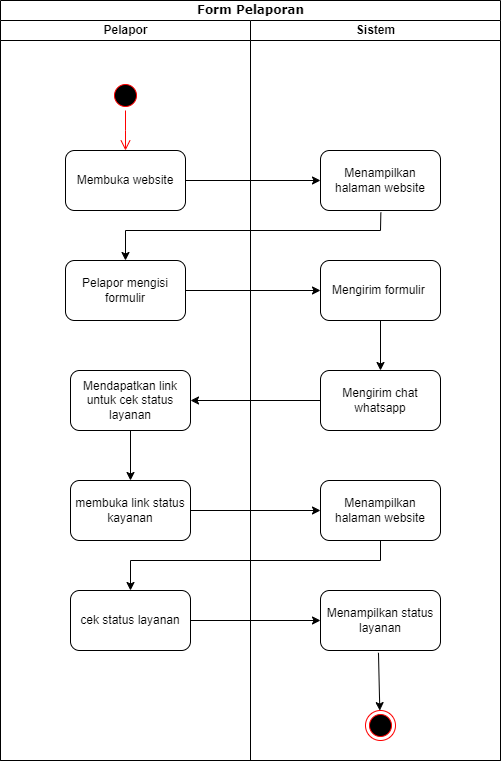 Form Pelaporan
Pelapor
Sistem
Membuka website
Menampilkan
halaman website
Pelapor mengisi
formulir
Mengirim formulir
Mendapatkan link
untuk cek status
layanan
Mengirim chat
whatsapp
membuka link status
kayanan
Menampilkan
halaman website
cek status layanan
Menampilkan status
layanan